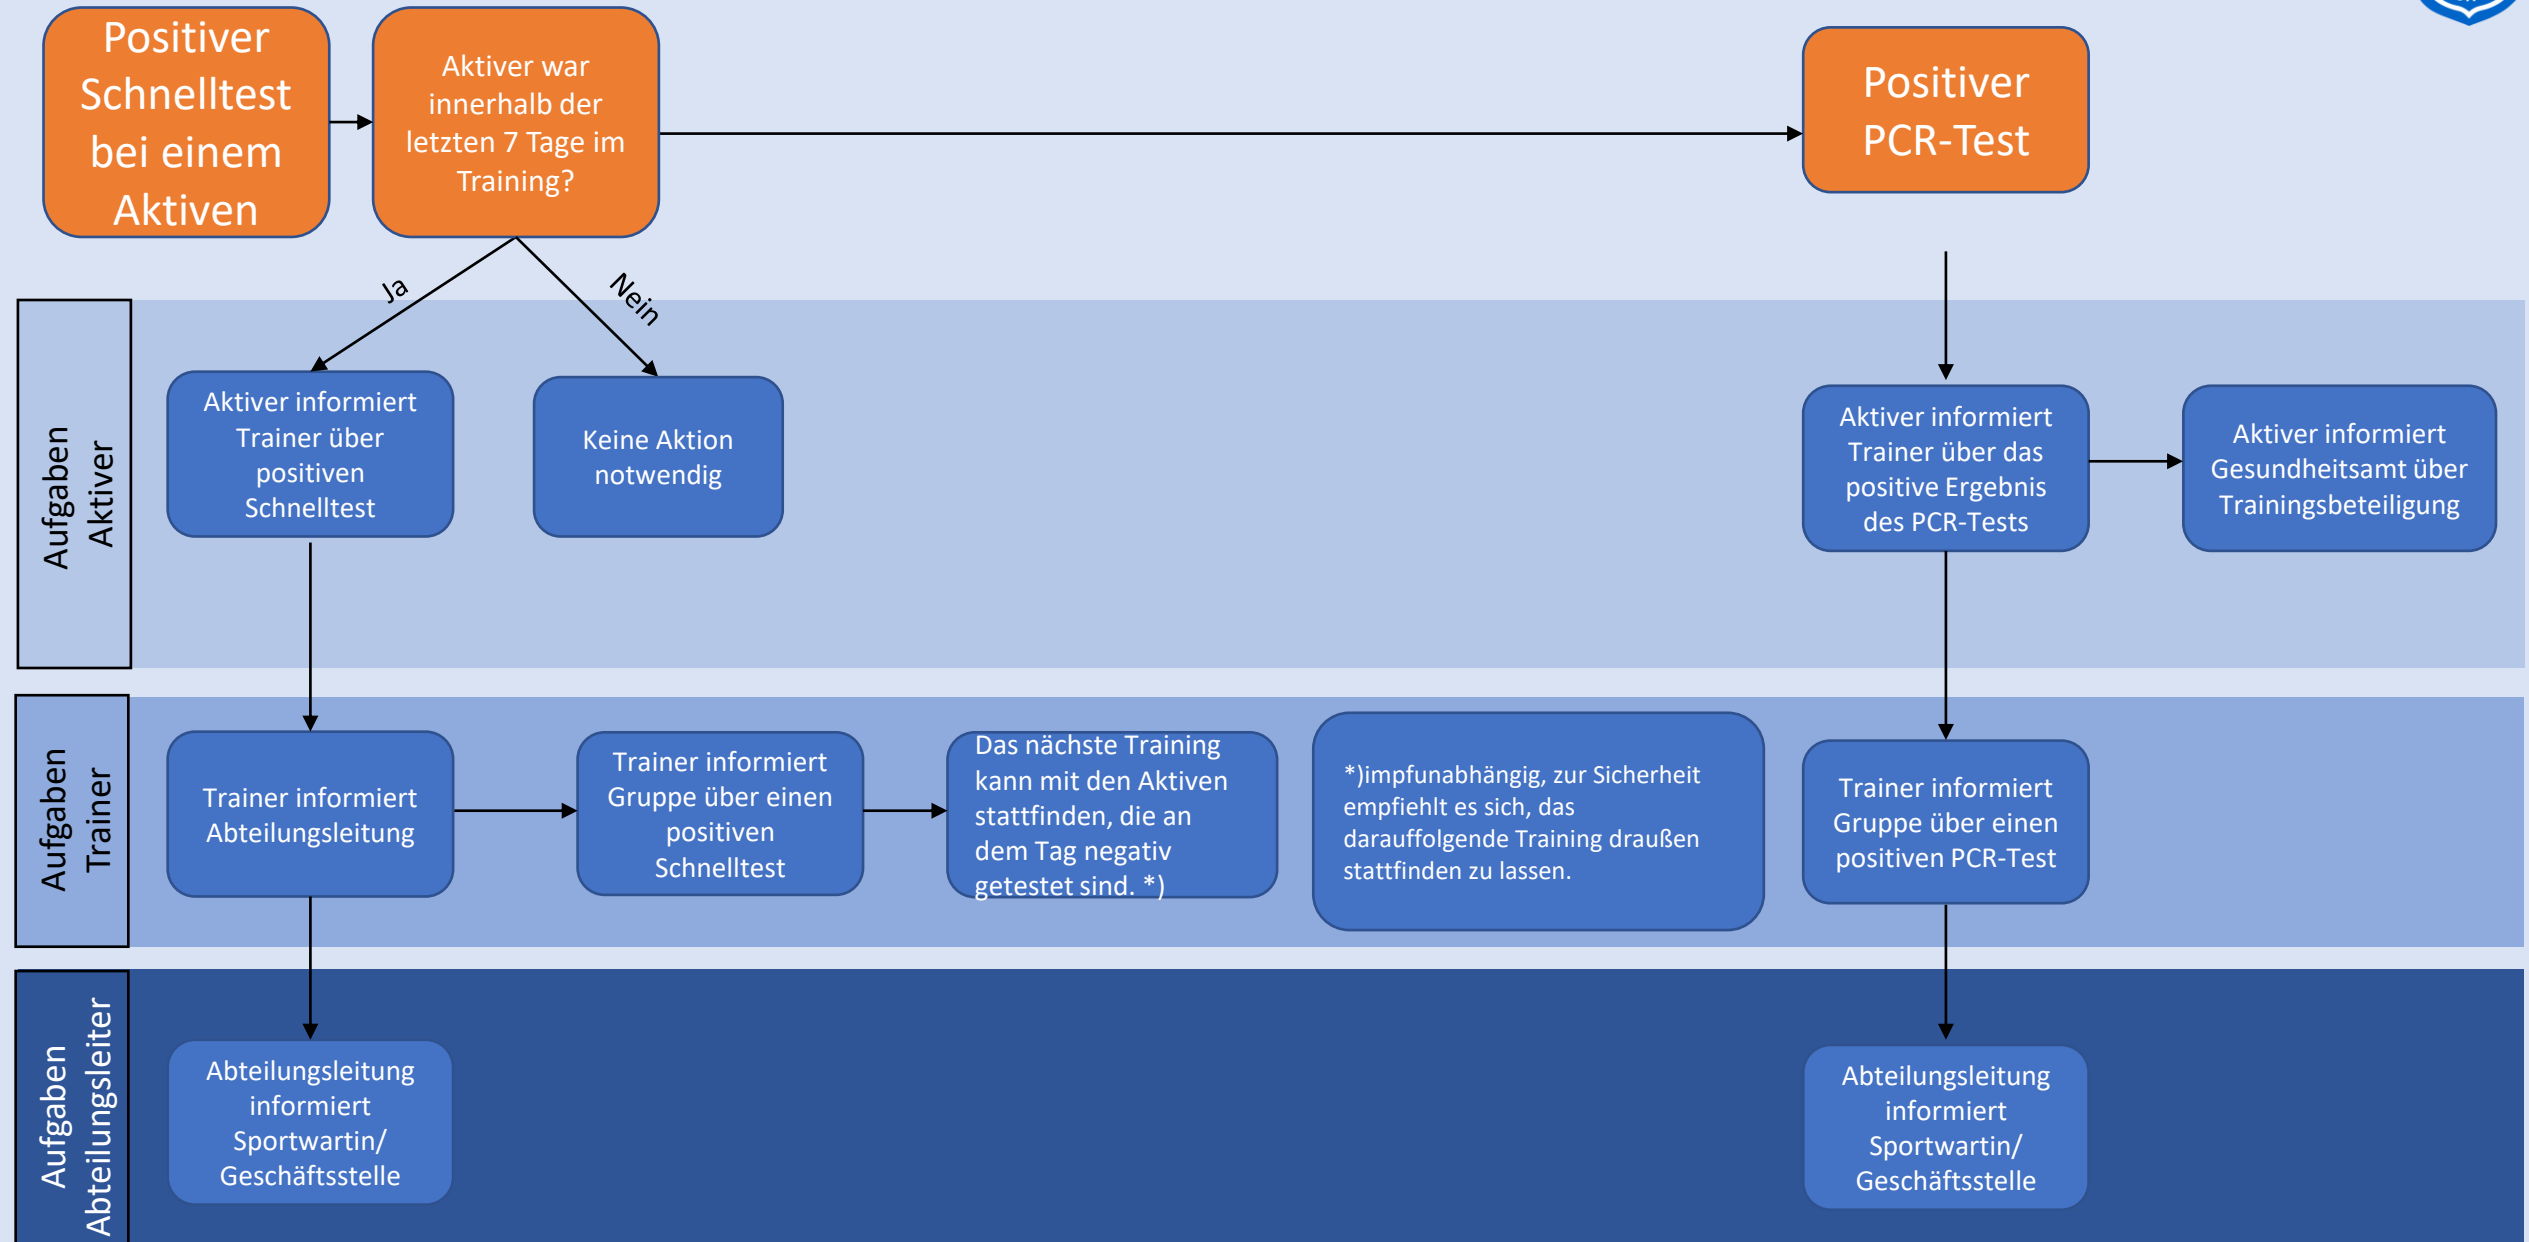 Positiver
Schnelltest
bei einem
Aktiven
Aktiver war
innerhalb der
letzten 7 Tage im
Training?
Positiver
PCR-Test
Ja
Nein
Aufgaben
Aktiver
Aktiver informiert
Trainer über
positiven
Schnelltest
Keine Aktion
notwendig
Aktiver informiert
Trainer über das
positive Ergebnis
des PCR-Tests
Aktiver informiert
Gesundheitsamt über
Trainingsbeteiligung
Aufgaben
Trainer
Trainer informiert
Abteilungsleitung
Trainer informiert
Gruppe über einen
positiven
Schnelltest
Das nächste Training
kann mit den Aktiven
stattfinden, die an
dem Tag negativ
getestet sind. *)
*)impfunabhängig, zur Sicherheit
empfiehlt es sich, das
darauffolgende Training draußen
stattfinden zu lassen.
Trainer informiert
Gruppe über einen
positiven PCR-Test
Aufgaben
Abteilungsleiter
Abteilungsleitung
informiert
Sportwartin/
Geschäftsstelle
Abteilungsleitung
informiert
Sportwartin/
Geschäftsstelle